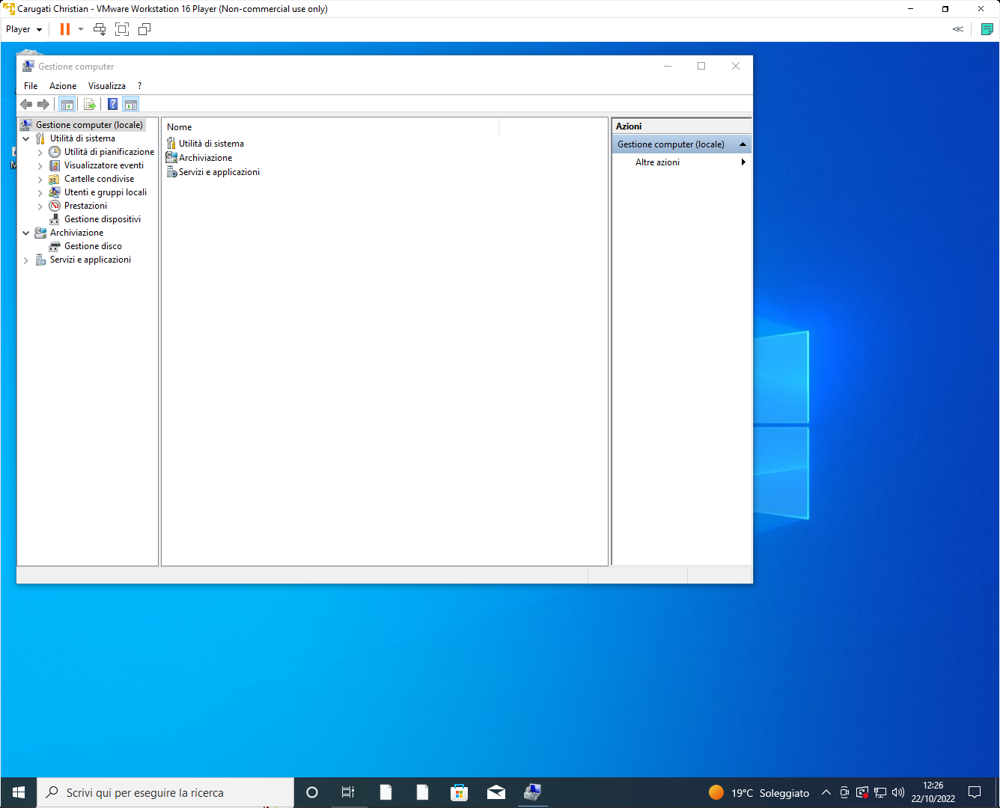 Carugati Christian - VMware Workstation 16 Player (Non-commercial use only)
Player
Gestione computer
File Azione Visualizza ?
Gestione computer (locale)
Utilità di sistema
Utilità di pianificazione
Visualizzatore eventi
Cartelle condivise
Utenti e gruppi locali
Prestazioni
Gestione dispositivi
Archiviazione
Gestione disco
Servizi e applicazioni
Nome
Utilità di sistema
Archiviazione
Servizi e applicazioni
Azioni
Gestione computer (locale)
Altre azioni
Scrivi qui per eseguire la ricerca
19°C Soleggiato
12:26
22/10/2022